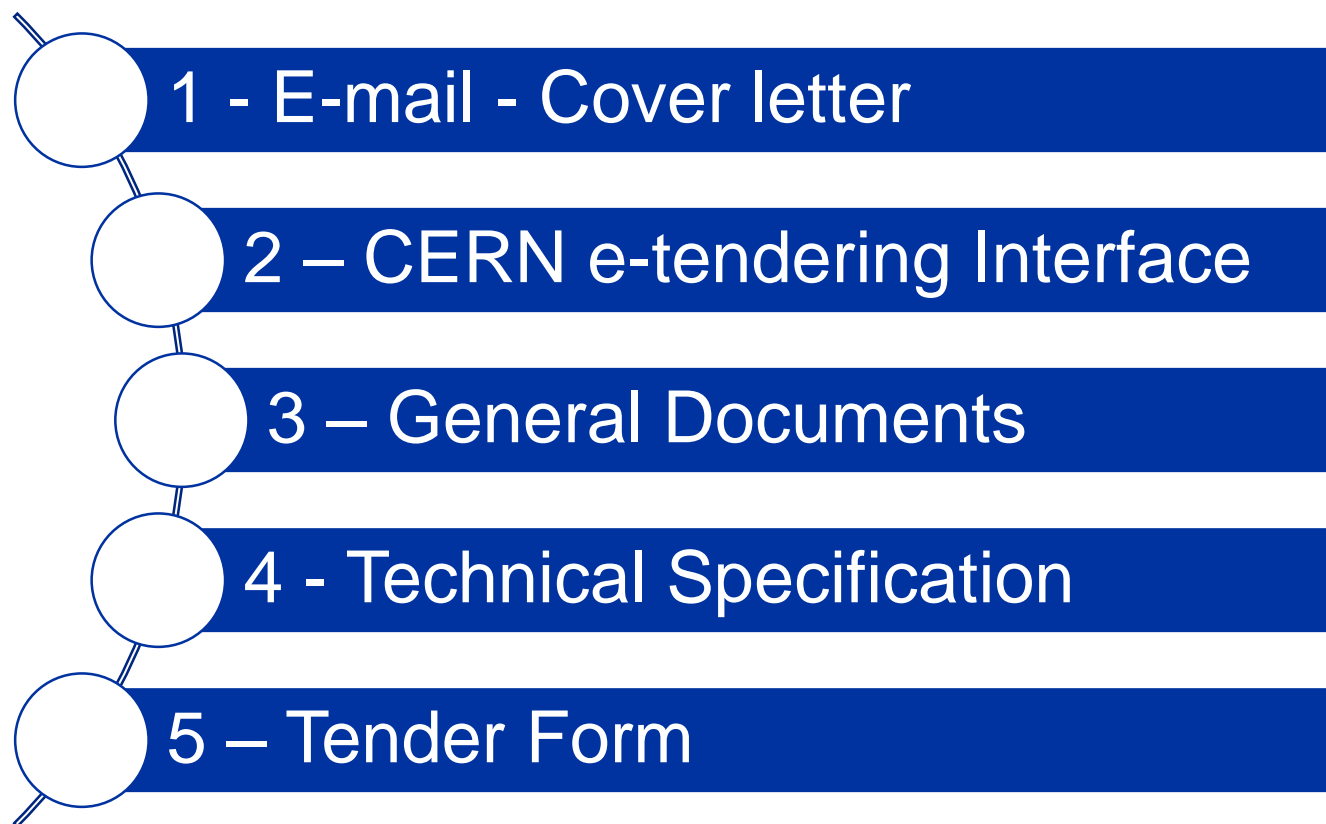 1 - E-mail - Cover letter
2 – CERN e-tendering Interface
3 – General Documents
4 - Technical Specification
5 – Tender Form